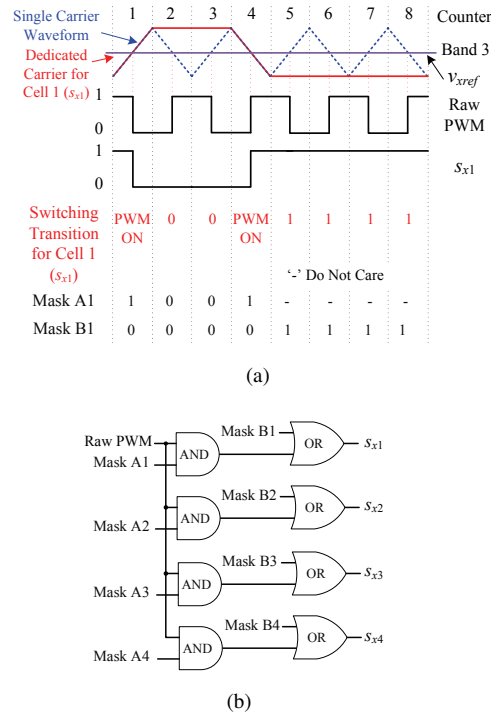 Single Carrier 1 2 3 4 5 6 7 8 Counter
Waveform
Band 3
Dedicated
Carrier for
Cell 1 (sx1)
vxref
1
0
Raw
PWM
1
0
sx1
Switching
Transition
for Cell 1
(sx1)
PWM ON 0 0 PWM ON 1 1 1 1
‘-’ Do Not Care
Mask A1 1 0 0 1 - - - -
Mask B1 0 0 0 0 1 1 1 1
(a)
Raw PWM
Mask A1
AND
Mask B1
OR
sx1
Mask A2
AND
Mask B2
OR
sx2
Mask A3
AND
Mask B3
OR
sx3
Mask A4
AND
Mask B4
OR
sx4
(b)